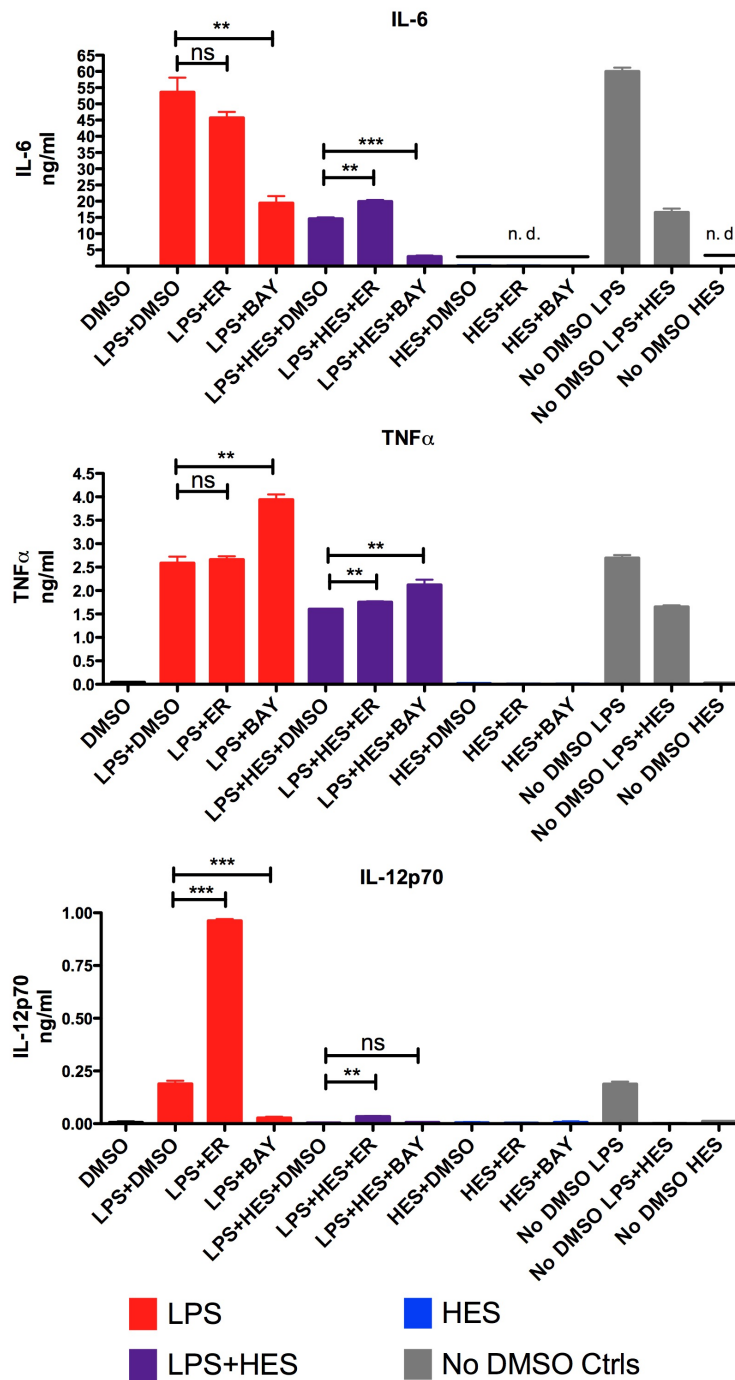 IL-6
**
ns
65
60
55
50
45
40
35
30
25
20
15
10
5
IL-6
ng/ml
***
**
n. d.
n. d
DMSO
LPS+DMSO
LPS+ER
LPS+BAY
LPS+HES+DMSO
LPS+HES+ER
LPS+HES+BAY
HES+DMSO
HES+ER
HES+BAY
No DMSO LPS
No DMSO LPS+HES
No DMSO HES
TNFα
**
ns
4.5
4.0
3.5
3.0
2.5
2.0
1.5
1.0
0.5
0.0
TNFα
ng/ml
**
**
DMSO
LPS+DMSO
LPS+ER
LPS+BAY
LPS+HES+DMSO
LPS+HES+ER
LPS+HES+BAY
HES+DMSO
HES+ER
HES+BAY
No DMSO LPS
No DMSO LPS+HES
No DMSO HES
IL-12p70
***
***
1.00
0.75
0.50
0.25
0.00
IL-12p70
ng/ml
ns
**
DMSO
LPS+DMSO
LPS+ER
LPS+BAY
LPS+HES+DMSO
LPS+HES+ER
LPS+HES+BAY
HES+DMSO
HES+ER
HES+BAY
No DMSO LPS
No DMSO LPS+HES
No DMSO HES
LPS
HES
LPS+HES
No DMSO Ctrls